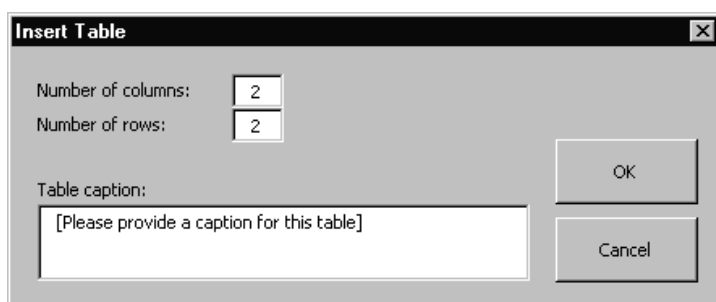 Insert Table
Number of columns: 2
Number of rows: 2
Table caption:
[Please provide a caption for this table]
OK
Cancel